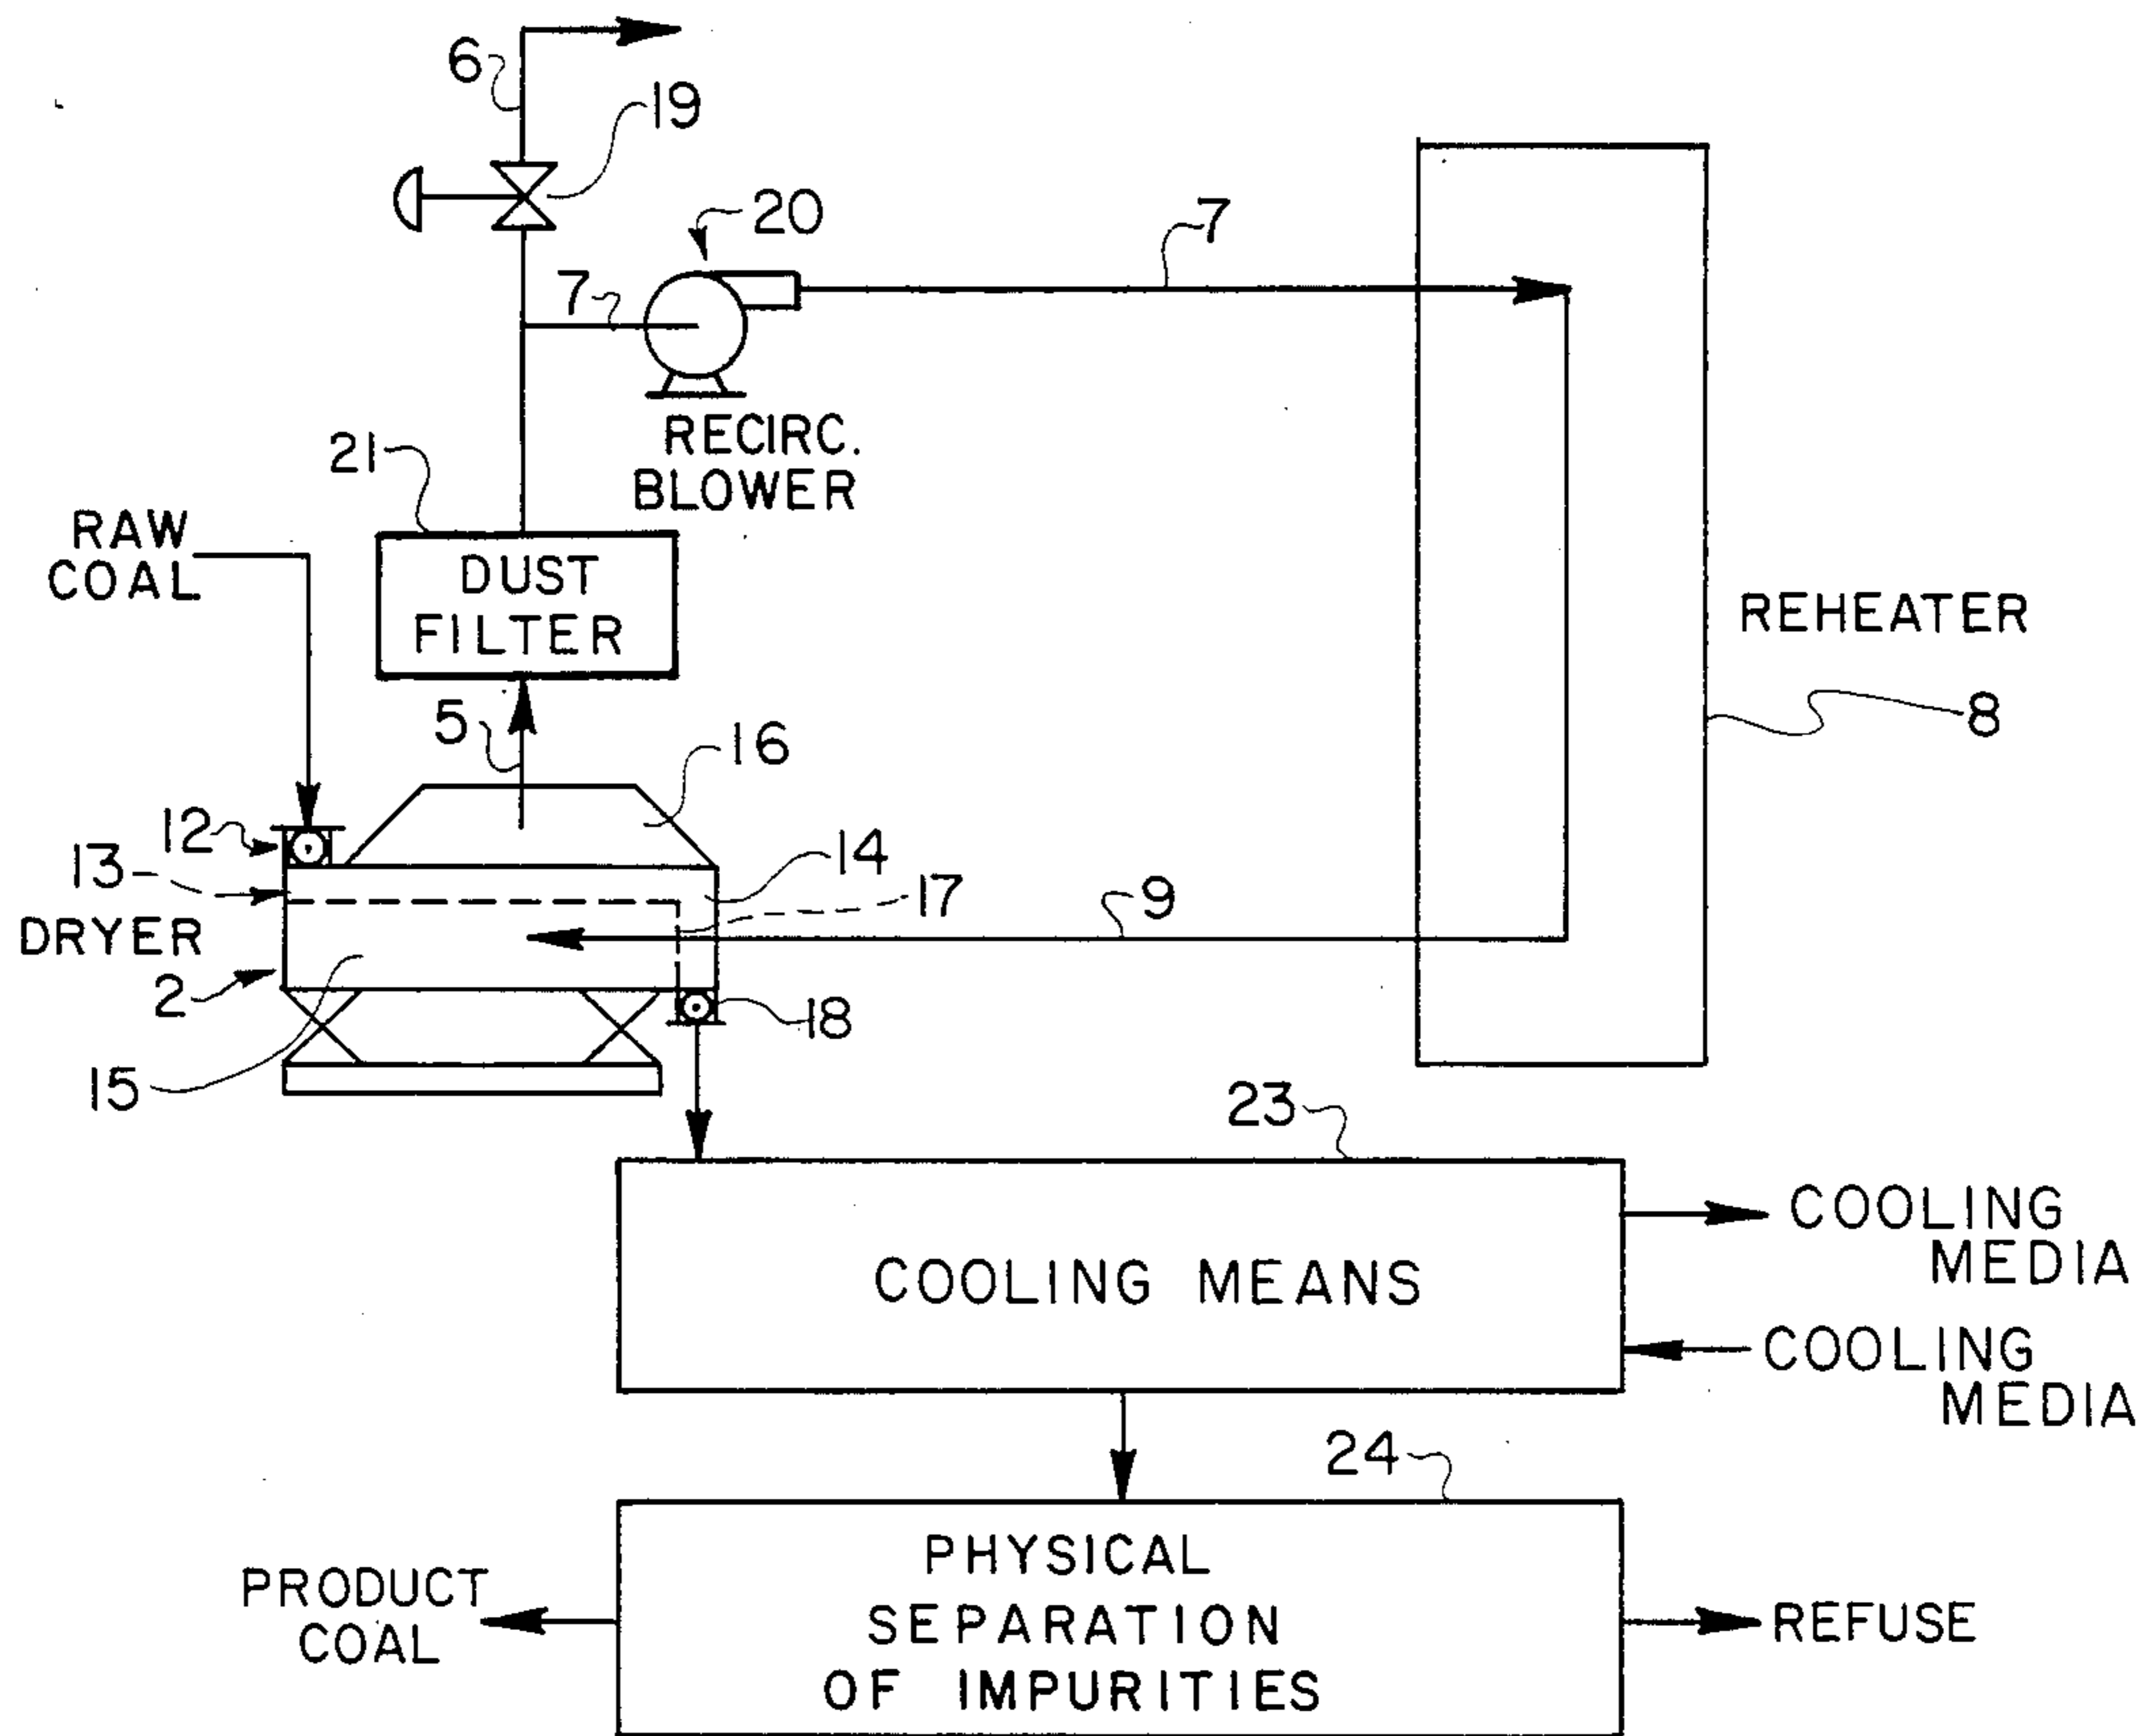 6
19
20
7
7
RECIRC.
BLOWER
21
RAW
COAL
DUST
FILTER
REHEATER
8
5
16
12
13
14
17
9
DRYER
2
18
15
23
COOLING
MEDIA
COOLING MEANS
COOLING
MEDIA
24
PHYSICAL
SEPARATION
OF IMPURITIES
PRODUCT
COAL
REFUSE